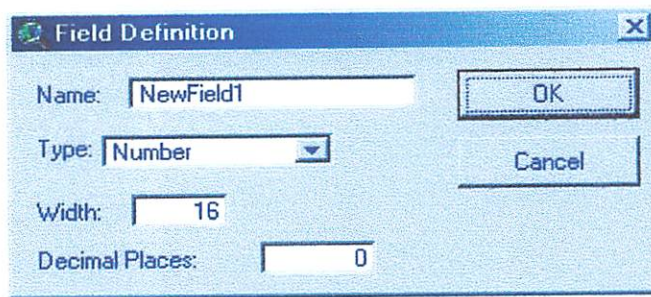 Field Definition
Name: NewField1
OK
Type: Number
Cancel
Width: 16
Decimal Places: 0